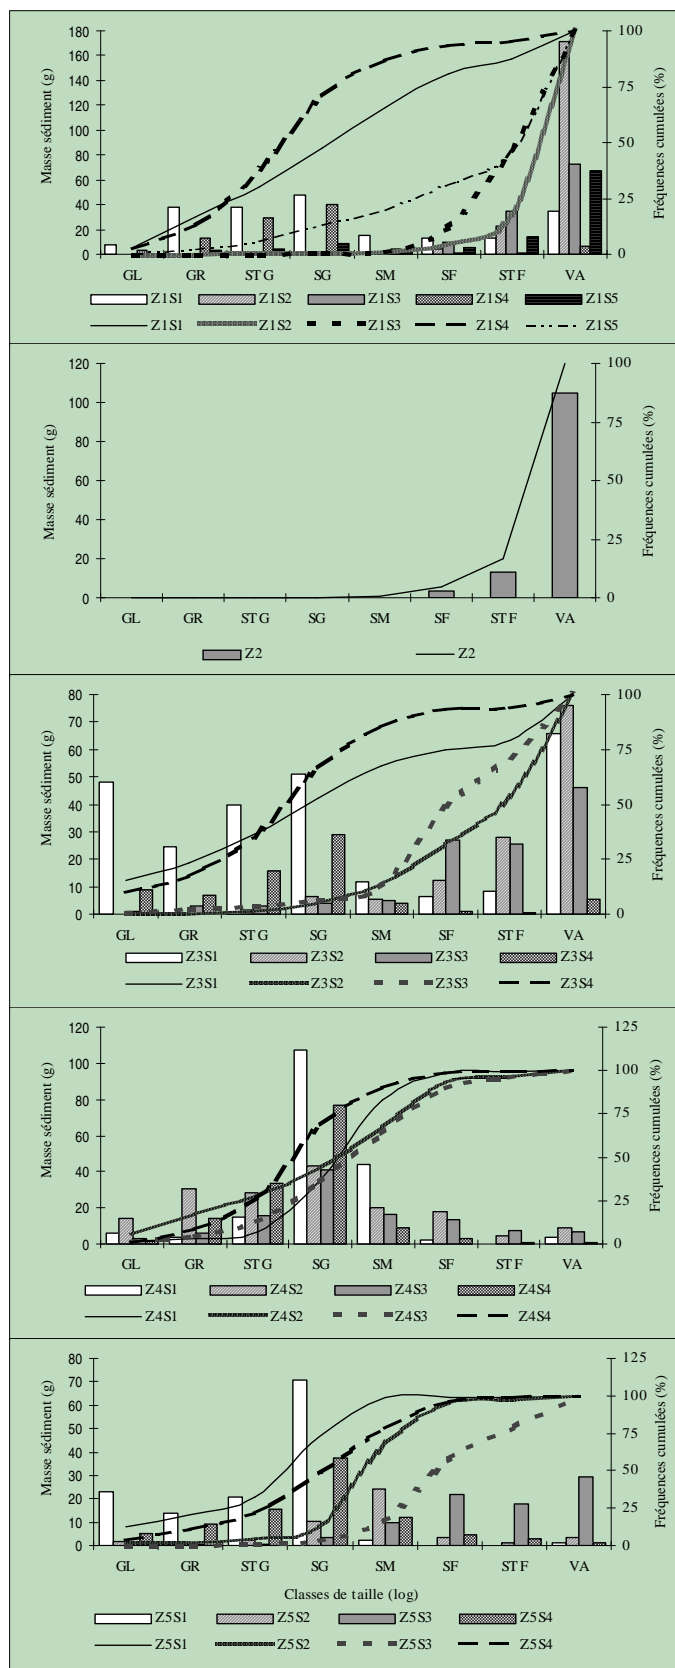 Masse sédiment (g)
Fréquences cumulées (%)
180
160
140
120
100
80
60
40
20
0
100
75
50
25
0
GL GR STG SG SM SF STF VA
Z1S1 Z1S2 Z1S3 Z1S4 Z1S5
Z1S1 Z1S2 Z1S3 Z1S4 Z1S5
Masse sédiment (g)
Fréquences cumulées (%)
120
100
80
60
40
20
0
100
75
50
25
0
GL GR STG SG SM SF STF VA
Z2 Z2
Masse sédiment (g)
Fréquences cumulées (%)
80
70
60
50
40
30
20
10
0
100
75
50
25
0
GL GR STG SG SM SF STF VA
Z3S1 Z3S2 Z3S3 Z3S4
Z3S1 Z3S2 Z3S3 Z3S4
Masse sédiment (g)
Fréquences cumulées (%)
120
100
80
60
40
20
0
125
100
75
50
25
0
GL GR STG SG SM SF STF VA
Z4S1 Z4S2 Z4S3 Z4S4
Z4S1 Z4S2 Z4S3 Z4S4
Masse sédiment (g)
Fréquences cumulées (%)
80
70
60
50
40
30
20
10
0
125
100
75
50
25
0
GL GR STG SG SM SF STF VA
Classes de taille (log)
Z5S1 Z5S2 Z5S3 Z5S4
Z5S1 Z5S2 Z5S3 Z5S4